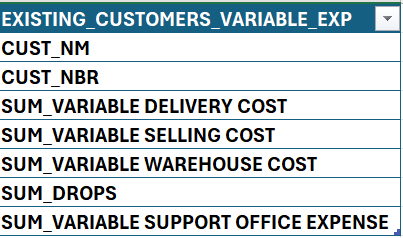 EXISTING_CUSTOMERS_VARIABLE_EXP
CUST_NM
CUST_NBR
SUM_VARIABLE DELIVERY COST
SUM_VARIABLE SELLING COST
SUM_VARIABLE WAREHOUSE COST
SUM_DROPS
SUM_VARIABLE SUPPORT OFFICE EXPENSE